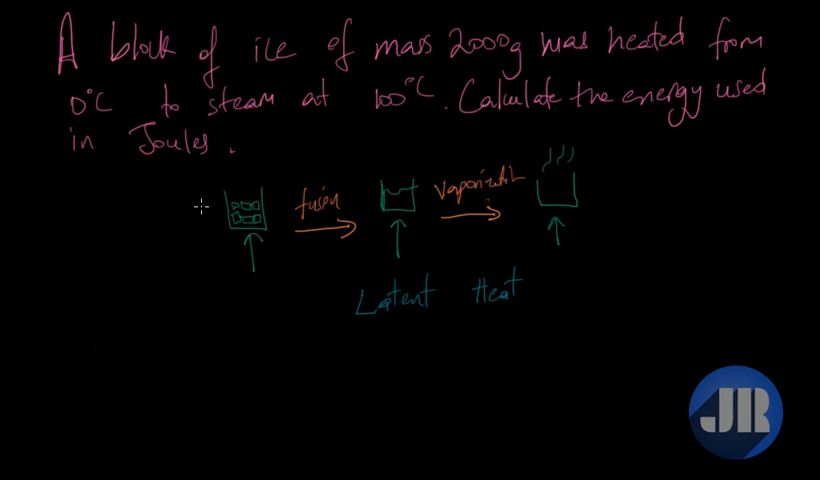 A block of ice of mass 2000g was heated from
0°C to steam at 100°C. Calculate the energy used
in Joules.
fusion
Vaporization
Latent Heat
JR